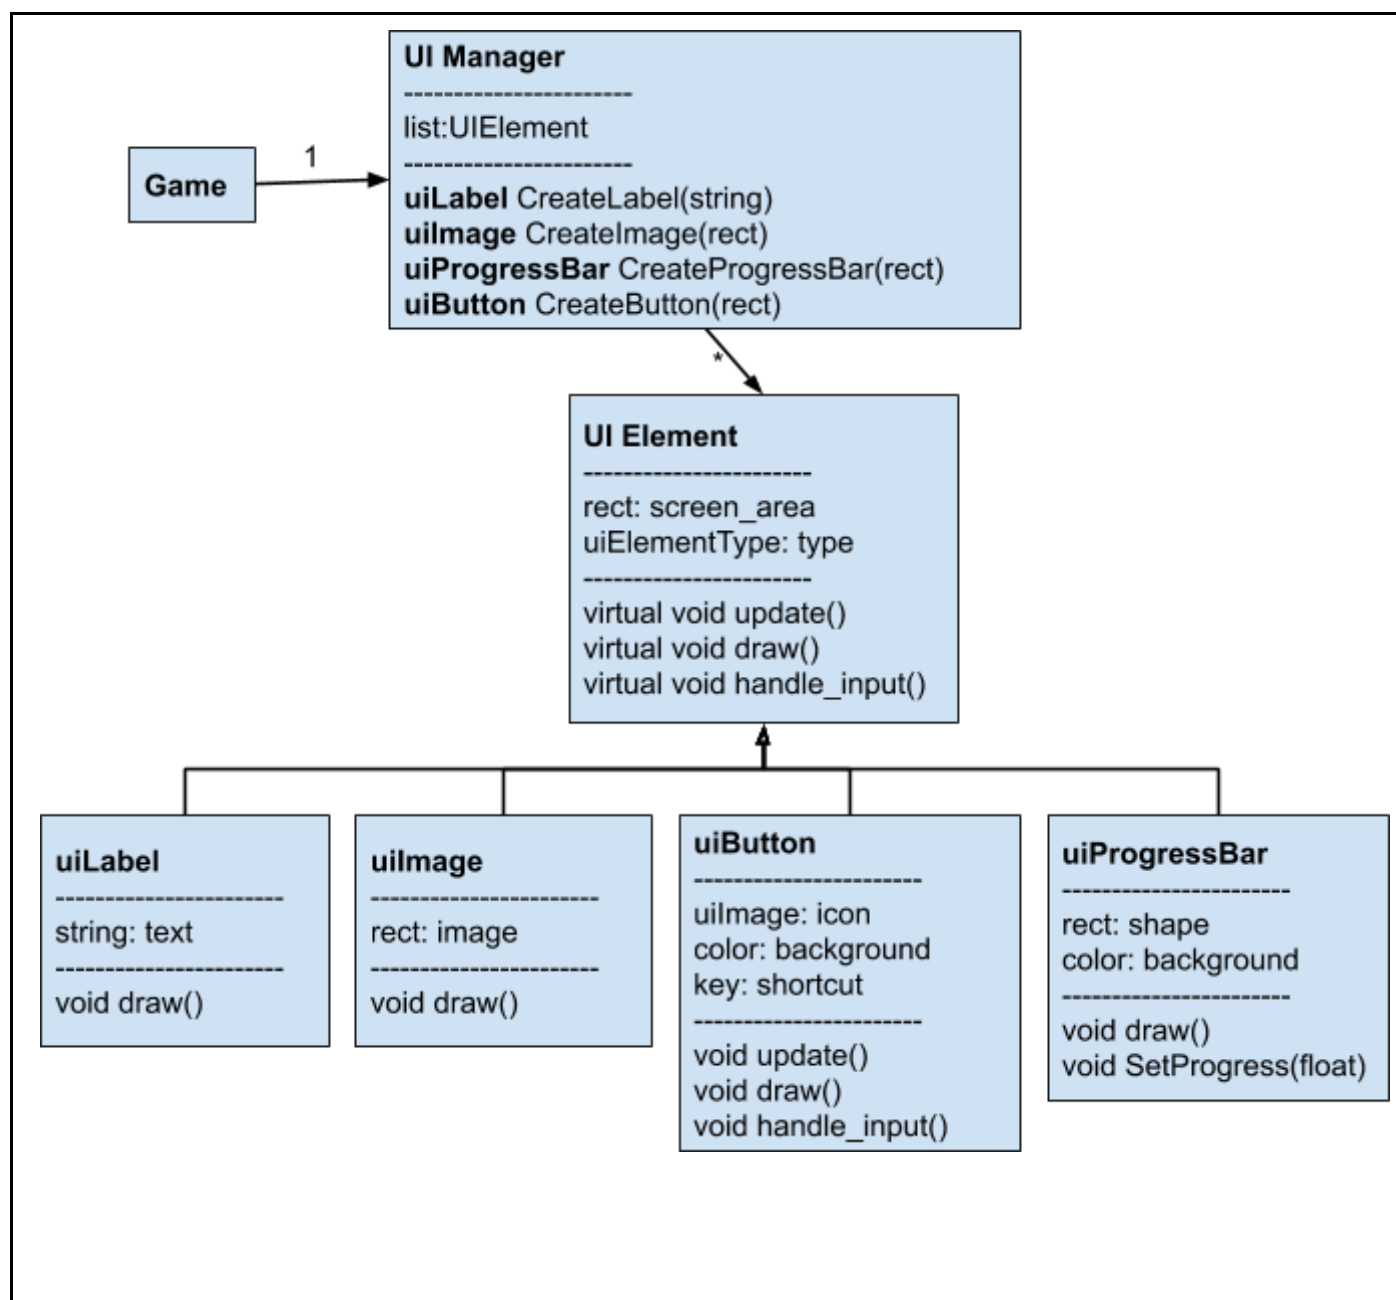 UI Manager
-----------------------
list:UIElement
-----------------------
uiLabel CreateLabel(string)
uiImage CreateImage(rect)
uiProgressBar CreateProgressBar(rect)
uiButton CreateButton(rect)
Game
1
*
UI Element
-----------------------
rect: screen_area
uiElementType: type
-----------------------
virtual void update()
virtual void draw()
virtual void handle_input()
uiLabel
-----------------------
string: text
-----------------------
void draw()
uiImage
-----------------------
rect: image
-----------------------
void draw()
uiButton
-----------------------
uiImage: icon
color: background
key: shortcut
-----------------------
void update()
void draw()
void handle_input()
uiProgressBar
-----------------------
rect: shape
color: background
-----------------------
void draw()
void SetProgress(float)